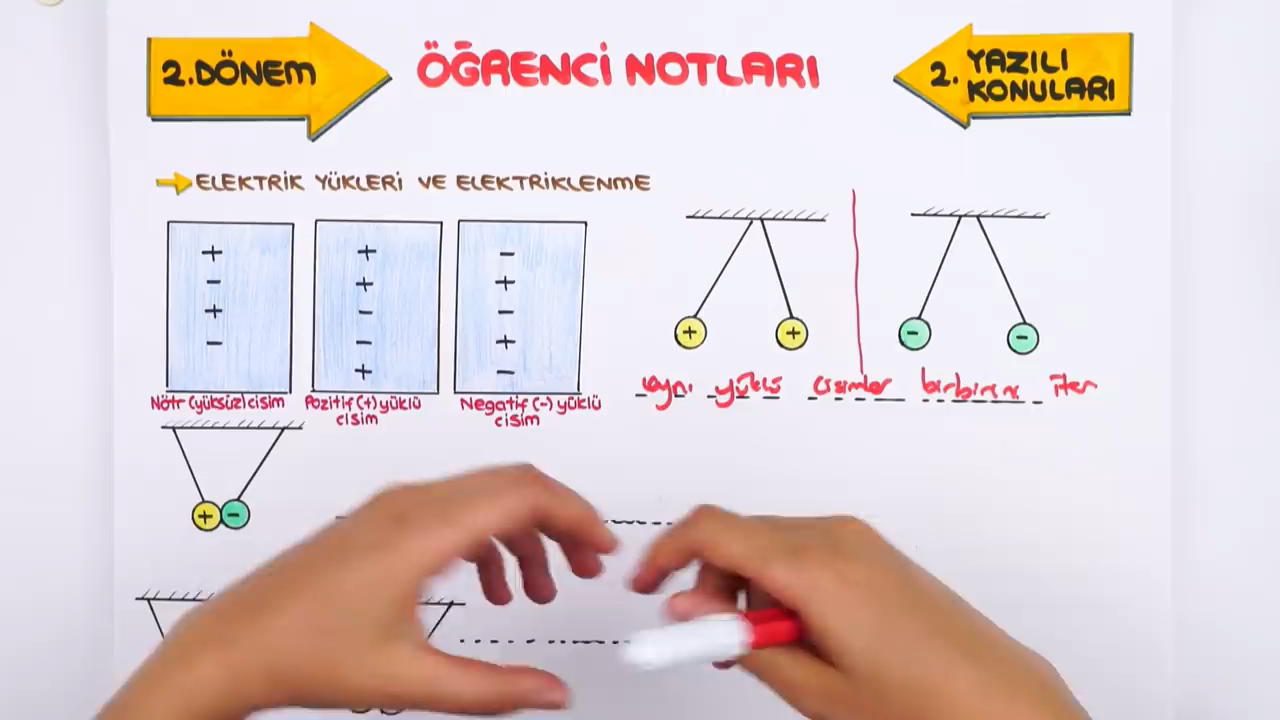 2.DÖNEM
ÖĞRENCİ NOTLARI
2. YAZILI
KONULARI
ELEKTRİK YÜKLERİ VE ELEKTRİKLENME
+
-
+
-
Nötr (yüksüz) cisim
+
+
-
-
+
Pozitif (+) yüklü
cisim
-
+
-
+
-
Negatif (-) yüklü
cisim
+ +
- -
aynı yüklü cisimler birbirini iter
+ -